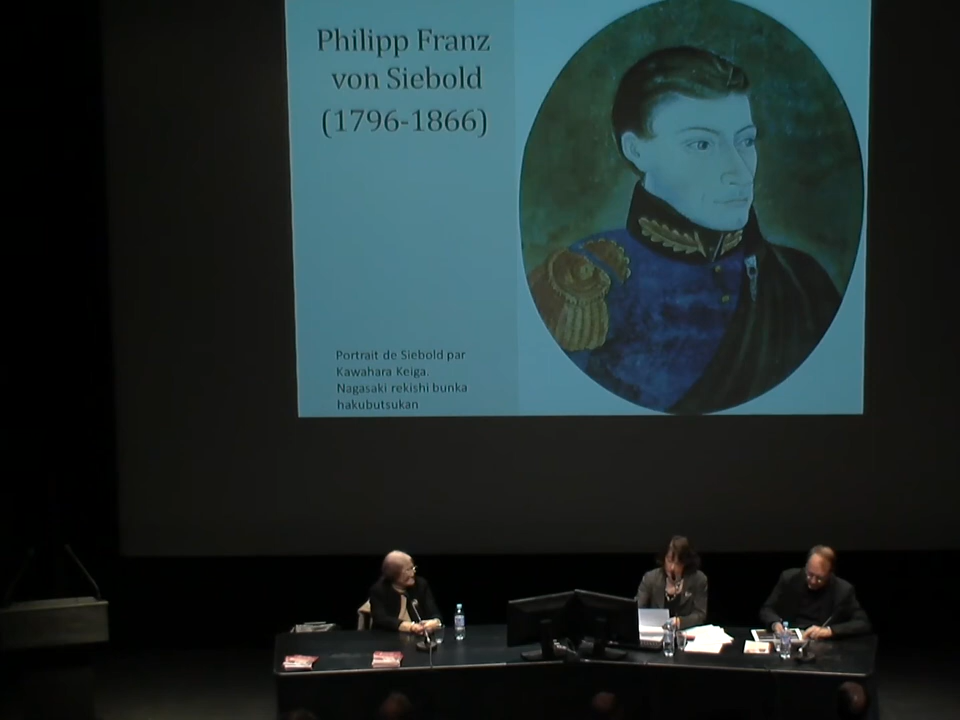 Philipp Franz
von Siebold
(1796-1866)
Portrait de Siebold par
Kawahara Keiga.
Nagasaki rekishi bunka
hakubutsukan